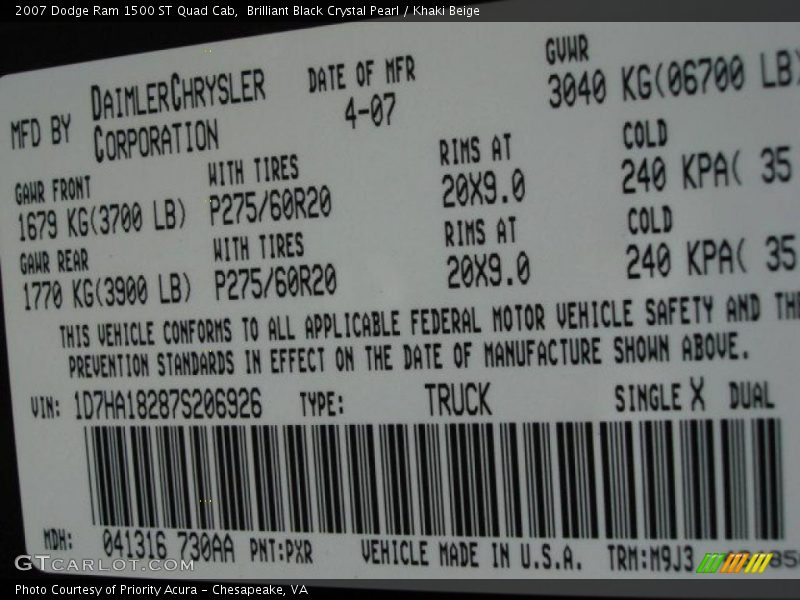 2007 Dodge Ram 1500 ST Quad Cab,  Brilliant Black Crystal Pearl / Khaki Beige
MFD BY DAIMLERCHRYSLER CORPORATION DATE OF MFR 4-07 GVWR 3040 KG(06700 LB)
GAWR FRONT WITH TIRES RIMS AT COLD
1679 KG(3700 LB) P275/60R20 20X9.0 240 KPA( 35
GAWR REAR WITH TIRES RIMS AT COLD
1770 KG(3900 LB) P275/60R20 20X9.0 240 KPA( 35
THIS VEHICLE CONFORMS TO ALL APPLICABLE FEDERAL MOTOR VEHICLE SAFETY AND
PREVENTION STANDARDS IN EFFECT ON THE DATE OF MANUFACTURE SHOWN ABOVE.
VIN: 1D7HA18287S206926 TYPE: TRUCK SINGLE X DUAL
MDH: 041316 730AA PNT:PXR VEHICLE MADE IN U.S.A. TRM:M9J3
GTCARLOT.COM
Photo Courtesy of Priority Acura – Chesapeake, VA